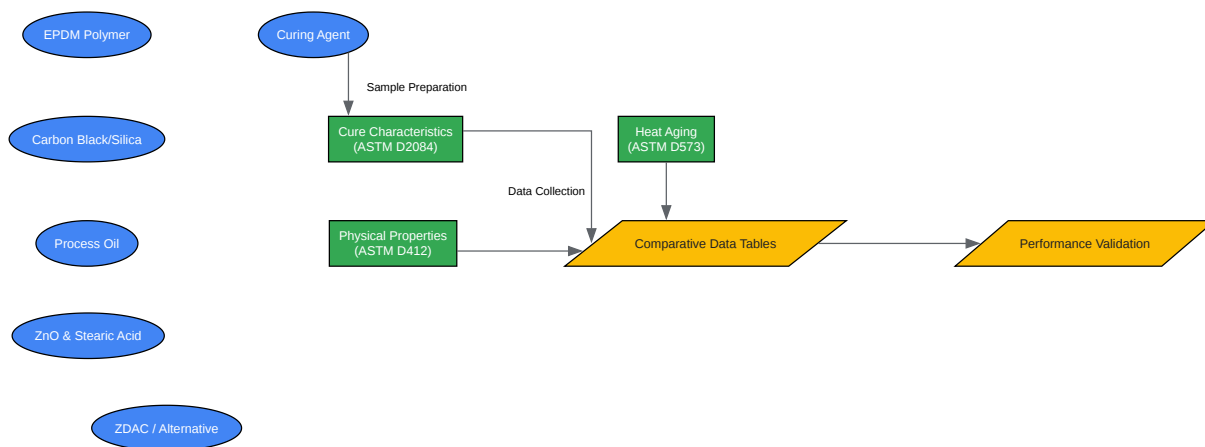 EPDM Polymer
Curing Agent
Sample Preparation
Carbon Black/Silica
Cure Characteristics
(ASTM D2084)
Heat Aging
(ASTM D573)
Data Collection
Process Oil
Physical Properties
(ASTM D412)
Comparative Data Tables
Performance Validation
ZnO & Stearic Acid
ZDAC / Alternative